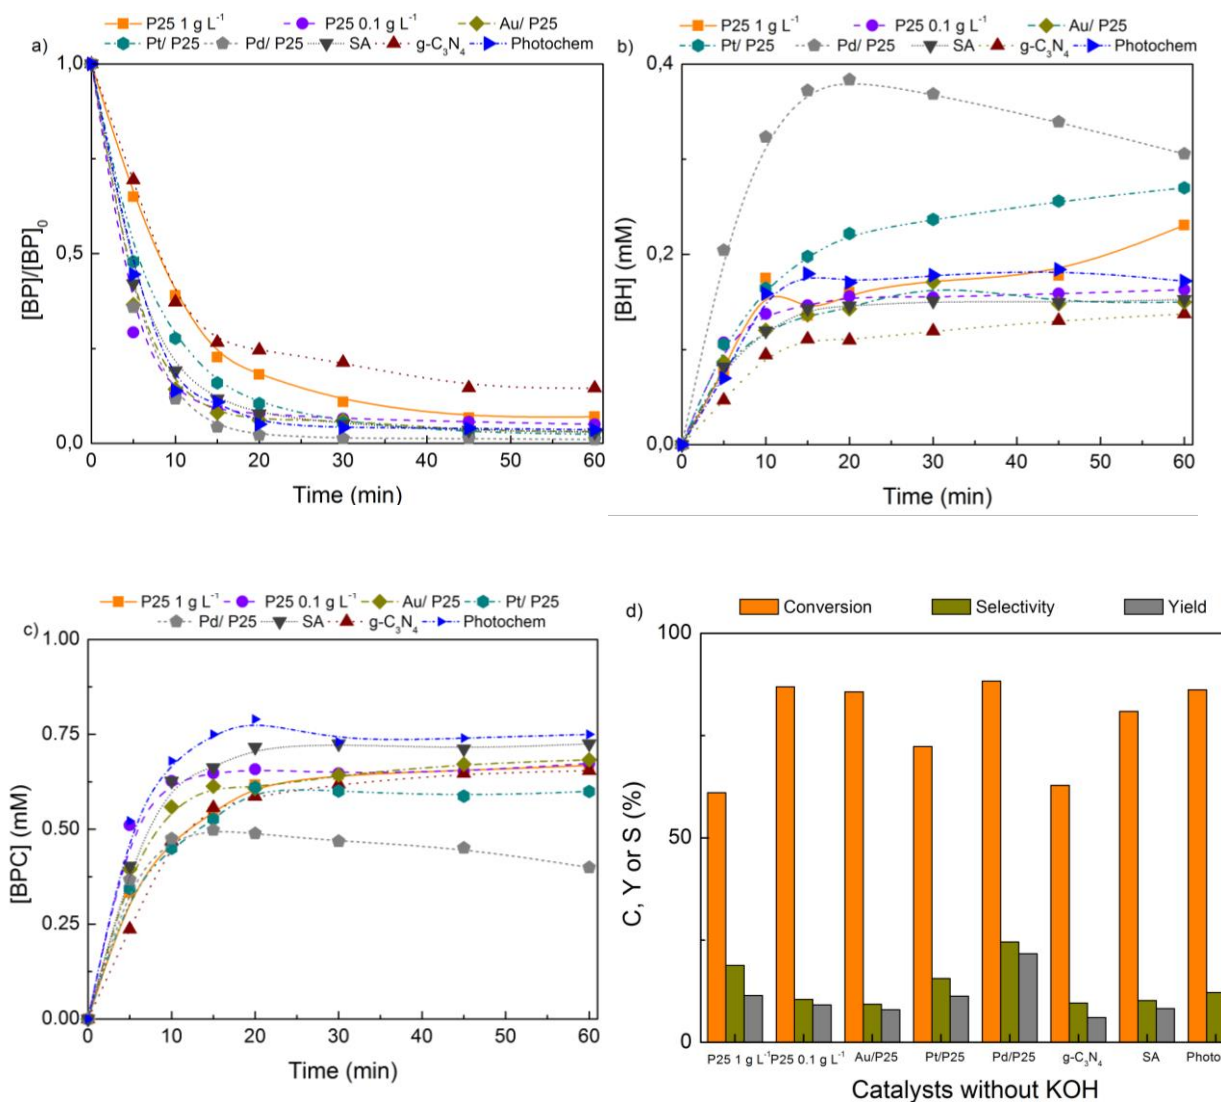 P25 1 g L⁻¹ P25 0.1 g L⁻¹ Au/ P25
a) Pt/ P25 Pd/ P25 SA g-C₃N₄ Photochem
1,0
0,5
0,0
[BP]/[BP]₀
0 10 20 30 40 50 60
Time (min)
P25 1 g L⁻¹ P25 0.1 g L⁻¹ Au/ P25
b) Pt/ P25 Pd/ P25 SA g-C₃N₄ Photochem
0,4
0,2
0,0
[BH] (mM)
0 10 20 30 40 50 60
Time (min)
P25 1 g L⁻¹ P25 0.1 g L⁻¹ Au/ P25 Pt/ P25
c) Pd/ P25 SA g-C₃N₄ Photochem
1.00
0.75
0.50
0.25
0.00
[BPC] (mM)
0 10 20 30 40 50 60
Time (min)
d) Conversion Selectivity Yield
100
50
0
C, Y or S (%)
P25 1 g L⁻¹ P25 0.1 g L⁻¹ Au/P25 Pt/P25 Pd/P25 g-C₃N₄ SA Photo
Catalysts without KOH